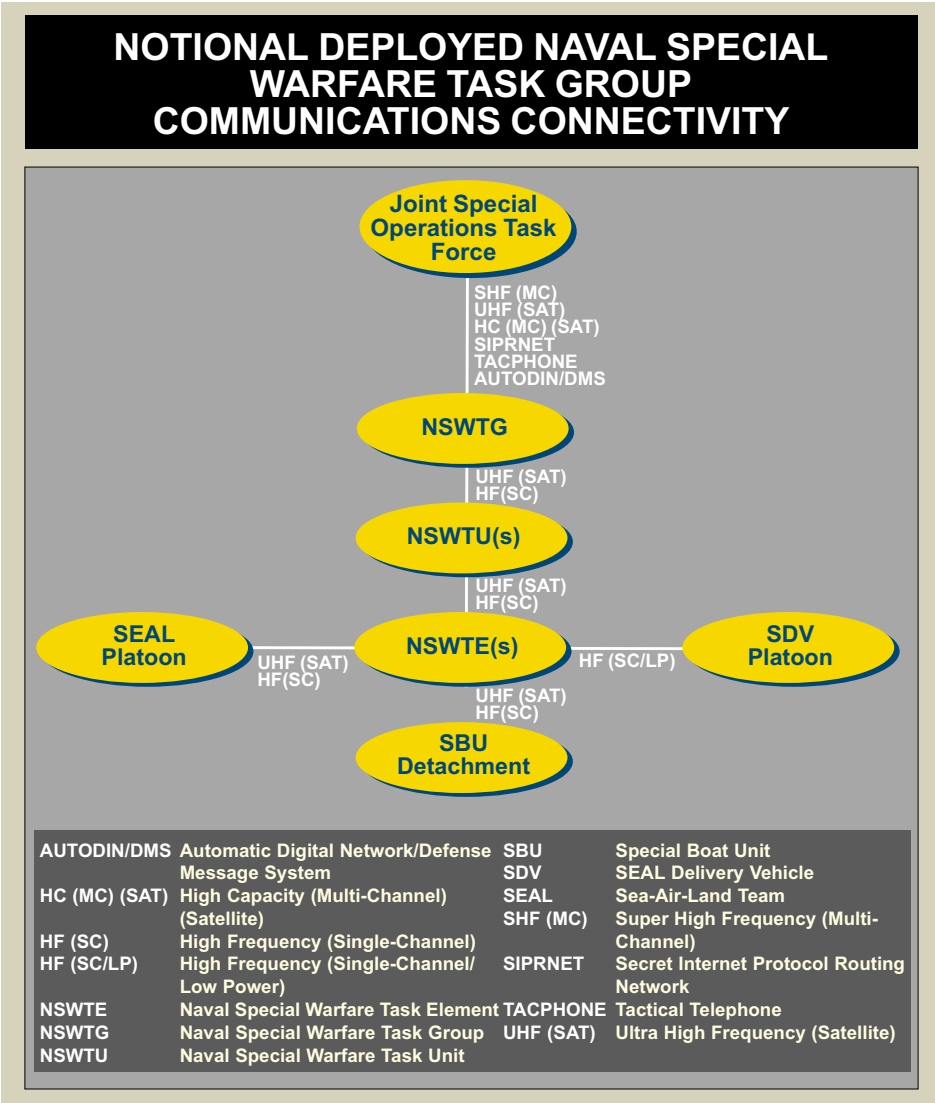 NOTIONAL DEPLOYED NAVAL SPECIAL
WARFARE TASK GROUP
COMMUNICATIONS CONNECTIVITY
Joint Special
Operations Task
Force
SHF (MC)
UHF (SAT)
HC (MC) (SAT)
SIPRNET
TACPHONE
AUTODIN/DMS
NSWTG
UHF (SAT)
HF(SC)
NSWTU(s)
UHF (SAT)
HF(SC)
SEAL
Platoon
UHF (SAT)
HF(SC)
NSWTE(s)
HF (SC/LP)
SDV
Platoon
UHF (SAT)
HF(SC)
SBU
Detachment
AUTODIN/DMS Automatic Digital Network/Defense
Message System
HC (MC) (SAT) High Capacity (Multi-Channel)
(Satellite)
HF (SC) High Frequency (Single-Channel)
HF (SC/LP) High Frequency (Single-Channel/
Low Power)
NSWTE Naval Special Warfare Task Element
NSWTG Naval Special Warfare Task Group
NSWTU Naval Special Warfare Task Unit
SBU Special Boat Unit
SDV SEAL Delivery Vehicle
SEAL Sea-Air-Land Team
SHF (MC) Super High Frequency (Multi-
Channel)
SIPRNET Secret Internet Protocol Routing
Network
TACPHONE Tactical Telephone
UHF (SAT) Ultra High Frequency (Satellite)